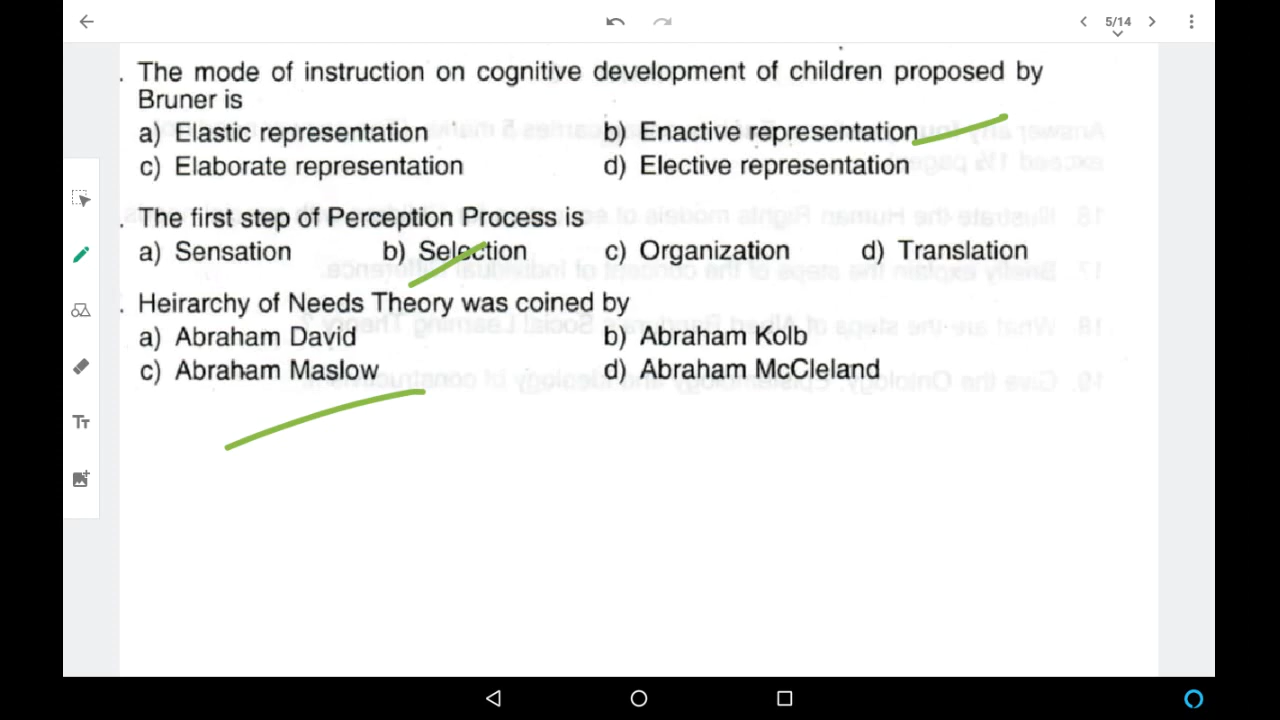 5/14
. The mode of instruction on cognitive development of children proposed by
Bruner is
a) Elastic representation b) Enactive representation
c) Elaborate representation d) Elective representation
. The first step of Perception Process is
a) Sensation b) Selection c) Organization d) Translation
. Heirarchy of Needs Theory was coined by
a) Abraham David b) Abraham Kolb
c) Abraham Maslow d) Abraham McCleland
Tт